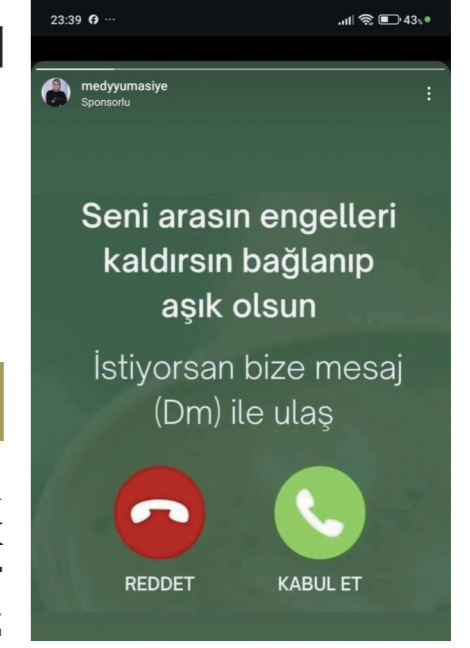 23:39
43
medyyumasiye
Sponsorlu
Seni arasın engelleri
kaldırsın bağlanıp
aşık olsun
İstiyorsan bize mesaj
(Dm) ile ulaş
REDDET KABUL ET